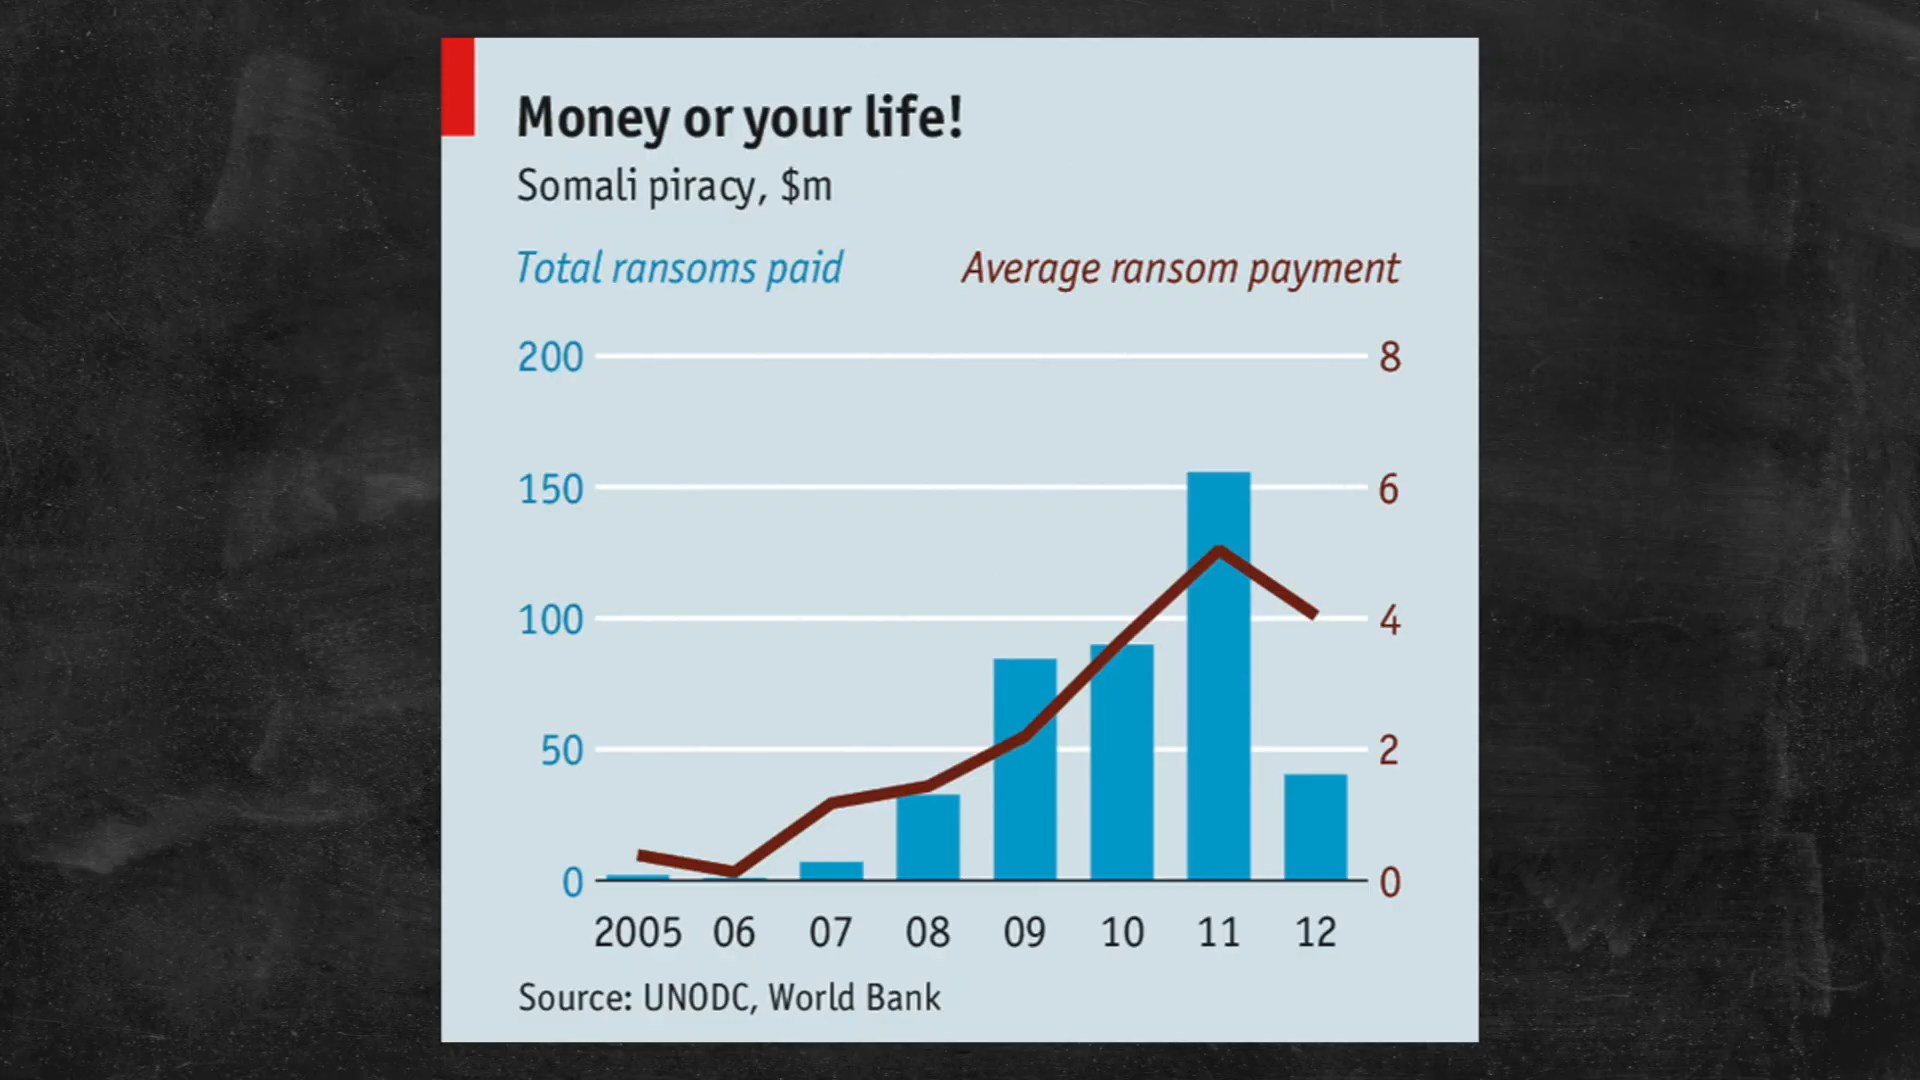 Money or your life!
Somali piracy, $m
Total ransoms paid
Average ransom payment
200 8
150 6
100 4
50 2
0 0
2005 06 07 08 09 10 11 12
Source: UNODC, World Bank